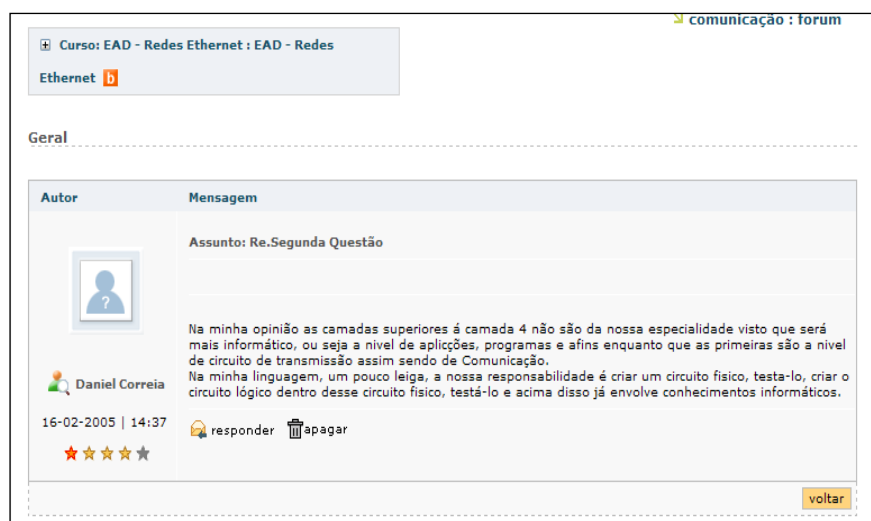 comunicação : forum
Curso: EAD - Redes Ethernet : EAD - Redes
Ethernet b
Geral
Autor Mensagem
Assunto: Re.Segunda Questão
?
Na minha opinião as camadas superiores á camada 4 não são da nossa especialidade visto que será
mais informático, ou seja a nivel de aplicções, programas e afins enquanto que as primeiras são a nivel
de circuito de transmissão assim sendo de Comunicação.
Na minha linguagem, um pouco leiga, a nossa responsabilidade é criar um circuito fisico, testa-lo, criar o
circuito lógico dentro desse circuito fisico, testá-lo e acima disso já envolve conhecimentos informáticos.
Daniel Correia
16-02-2005 | 14:37
responder apagar
voltar